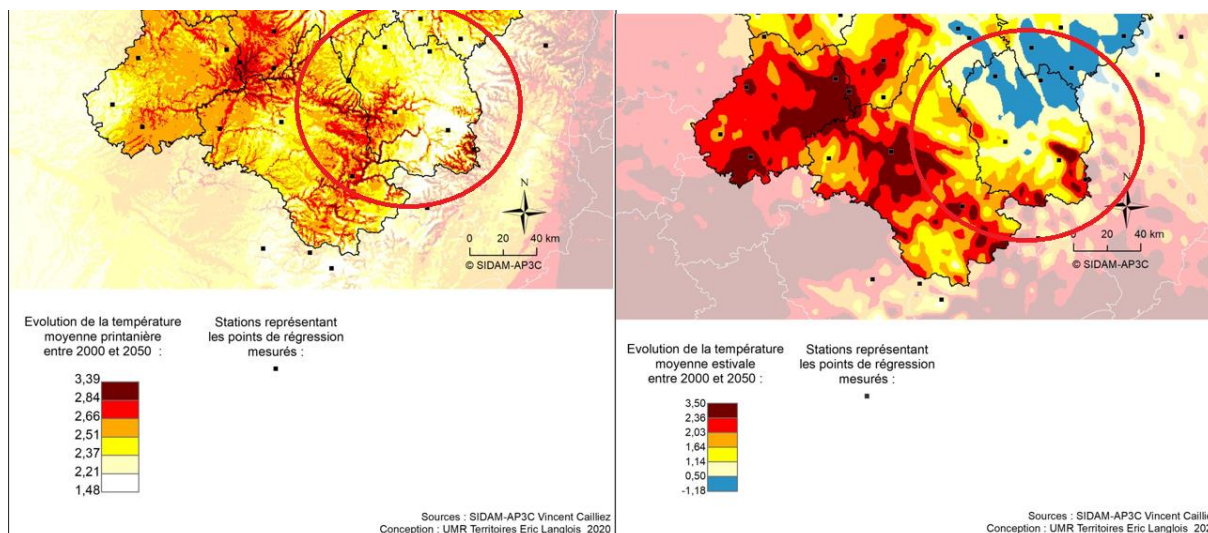 N
0 20 40 km
© SIDAM-AP3C
Evolution de la température
moyenne printanière
entre 2000 et 2050 :
3,39
2,84
2,66
2,51
2,37
2,21
1,48
Stations représentant
les points de régression
mesurés :
Sources : SIDAM-AP3C Vincent Cailliez
Conception : UMR Territoires Eric Langlois 2020
N
0 20 40 km
© SIDAM-AP3C
Evolution de la température
moyenne estivale
entre 2000 et 2050 :
3,50
2,36
2,03
1,64
1,14
0,50
-1,18
Stations représentant
les points de régression
mesurés :
Sources : SIDAM-AP3C Vincent Cailliez
Conception : UMR Territoires Eric Langlois 202